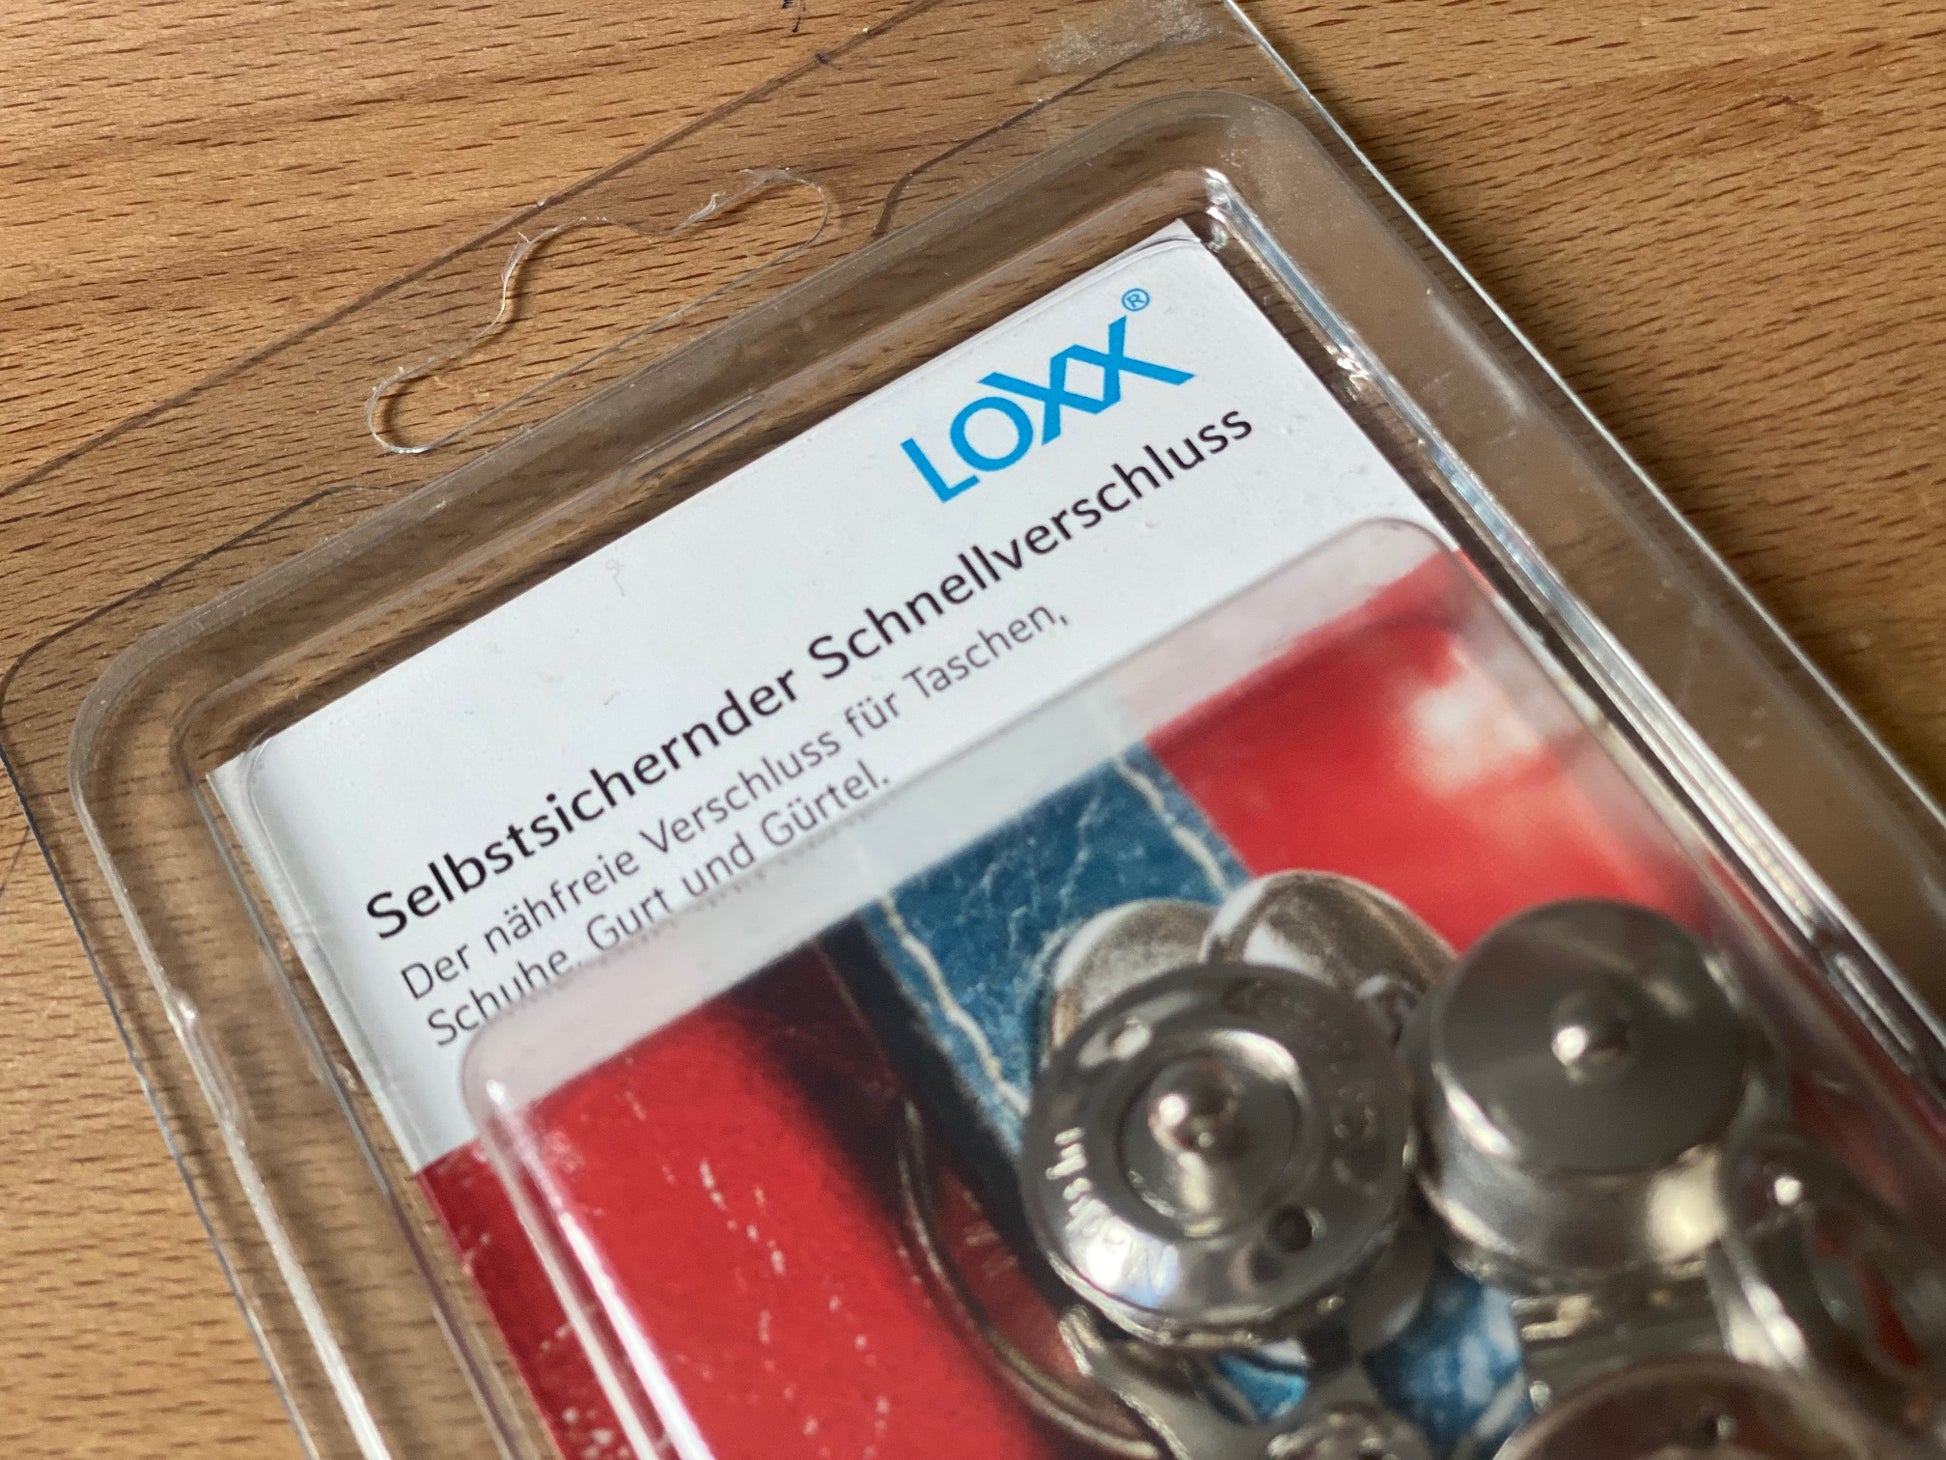 LOXX®
Selbstsichernder Schnellverschluss
Der nähfreie Verschluss für Taschen,
Schuhe, Gurt und Gürtel.